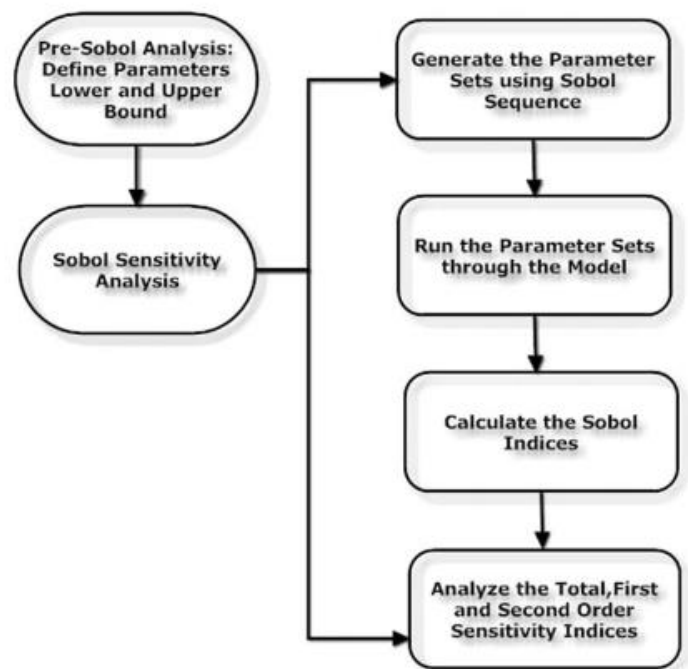 Pre-Sobol Analysis:
Define Parameters
Lower and Upper
Bound
Sobol Sensitivity
Analysis
Generate the Parameter
Sets using Sobol
Sequence
Run the Parameter Sets
through the Model
Calculate the Sobol
Indices
Analyze the Total,First
and Second Order
Sensitivity Indices